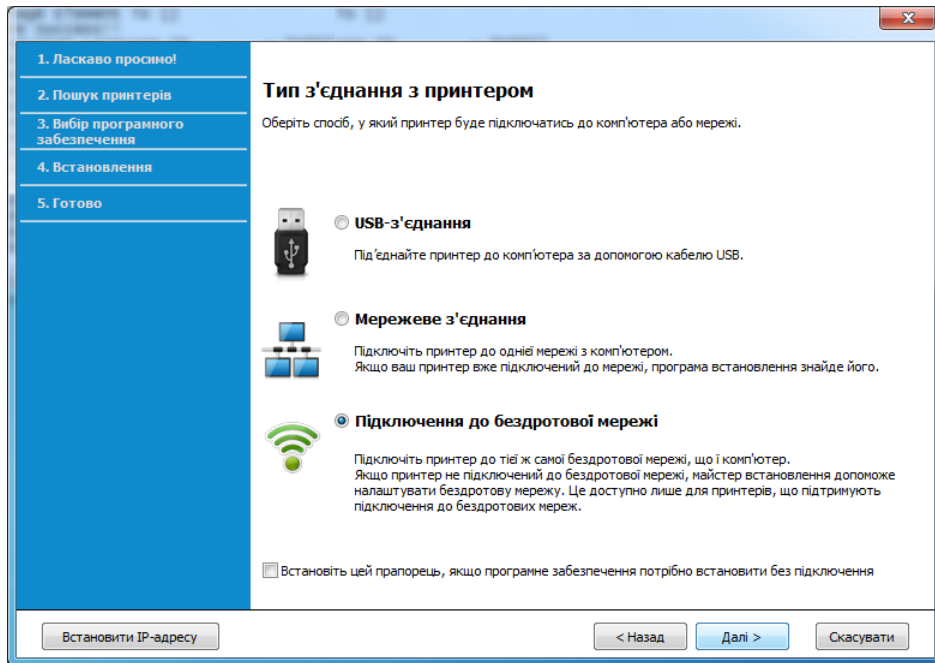 1. Ласкаво просимо!
2. Пошук принтерів
3. Вибір програмного
забезпечення
4. Встановлення
5. Готово
Тип з'єднання з принтером
Оберіть спосіб, у який принтер буде підключатись до комп'ютера або мережі.
USB-з'єднання
Під'єднайте принтер до комп'ютера за допомогою кабелю USB.
Мережеве з'єднання
Підключіть принтер до однієї мережі з комп'ютером.
Якщо ваш принтер вже підключений до мережі, програма встановлення знайде його.
Підключення до бездротової мережі
Підключіть принтер до тієї ж самої бездротової мережі, що і комп'ютер.
Якщо принтер не підключений до бездротової мережі, майстер встановлення допоможе
налаштувати бездротову мережу. Це доступно лише для принтерів, що підтримують
підключення до бездротових мереж.
Встановіть цей прапорець, якщо програмне забезпечення потрібно встановити без підключення
Встановити IP-адресу
< Назад
Далі >
Скасувати